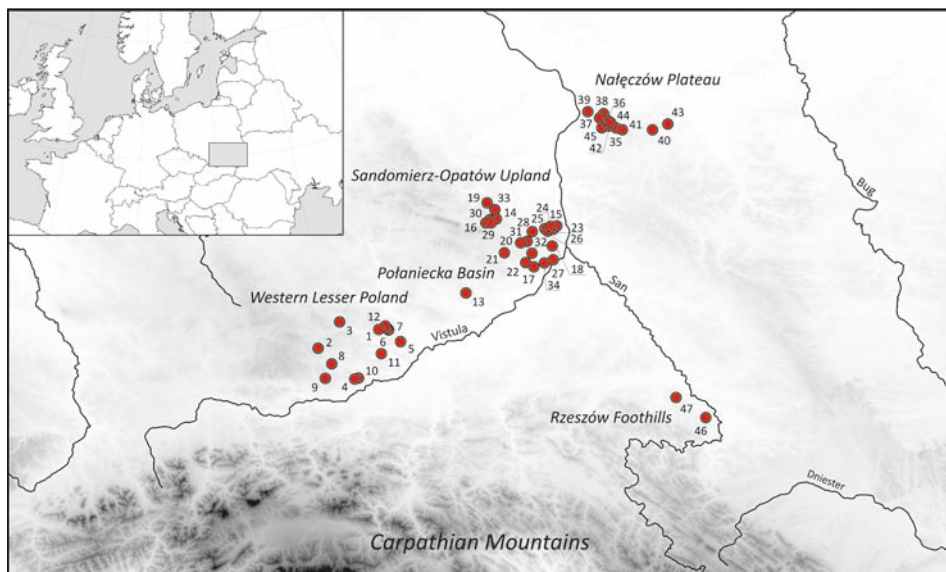 Nałęczów Plateau
39 38 36
44 41 43
37
45 35 40
42
Bug
Sandomierz-Opatów Upland
19 33
24 15
30 14 28 25 23
16 31
29 20 32 26
21
Połaniecka Basin
22 17 27 18
34
San
13
Western Lesser Poland
12
3 1 7 Vistula
2 6 5
8 11
10
9 4
47
Rzeszów Foothills
46
Dniester
Carpathian Mountains